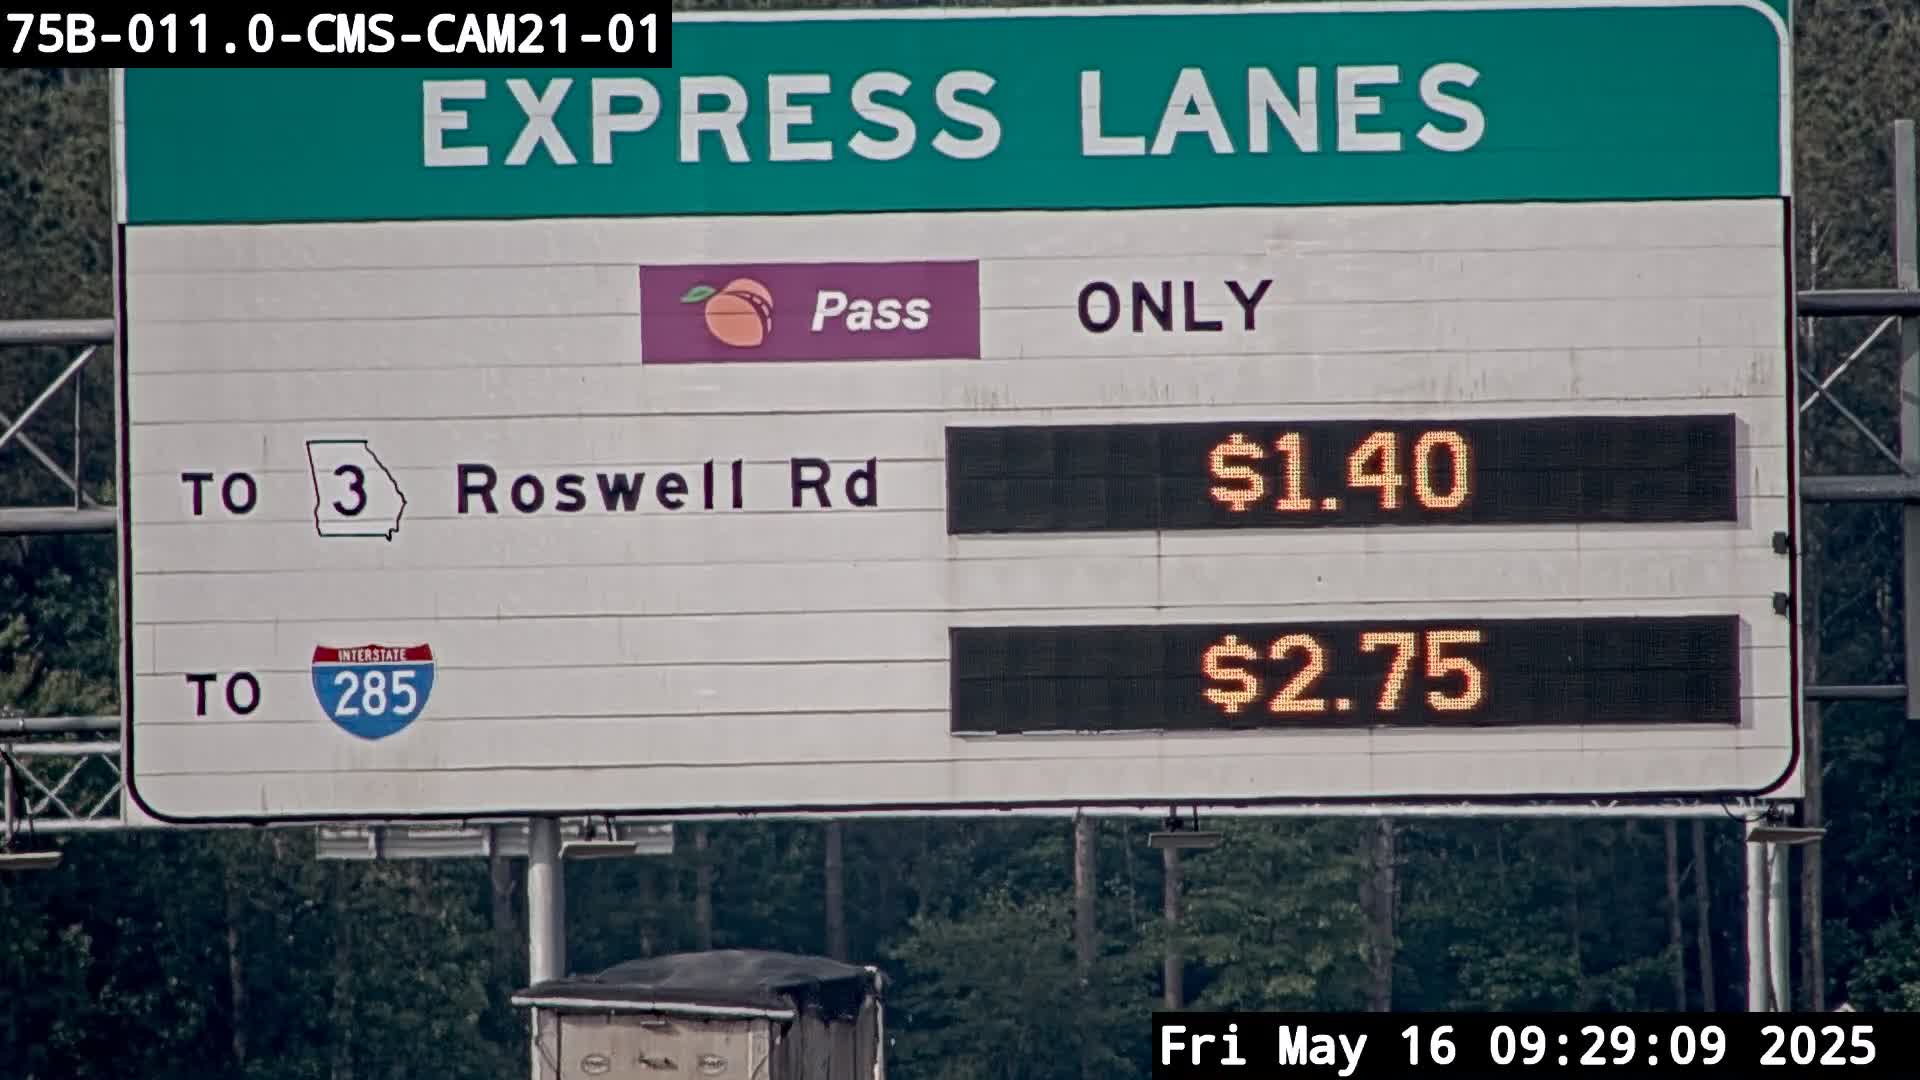 75B-011.0-CMS-CAM21-01
EXPRESS LANES
Pass ONLY
TO 3 Roswell Rd $1.40
TO INTERSTATE 285 $2.75
Fri May 16 09:29:09 2025